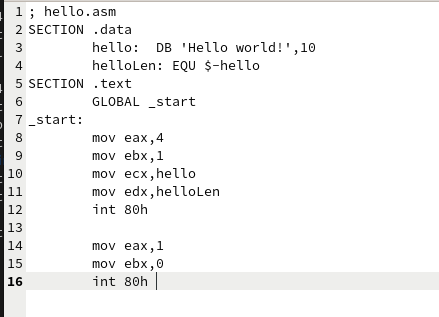 1 ; hello.asm
2 SECTION .data
3 hello: DB 'Hello world!',10
4 helloLen: EQU $-hello
5 SECTION .text
6 GLOBAL _start
7 _start:
8 mov eax,4
9 mov ebx,1
10 mov ecx,hello
11 mov edx,helloLen
12 int 80h
13
14 mov eax,1
15 mov ebx,0
16 int 80h